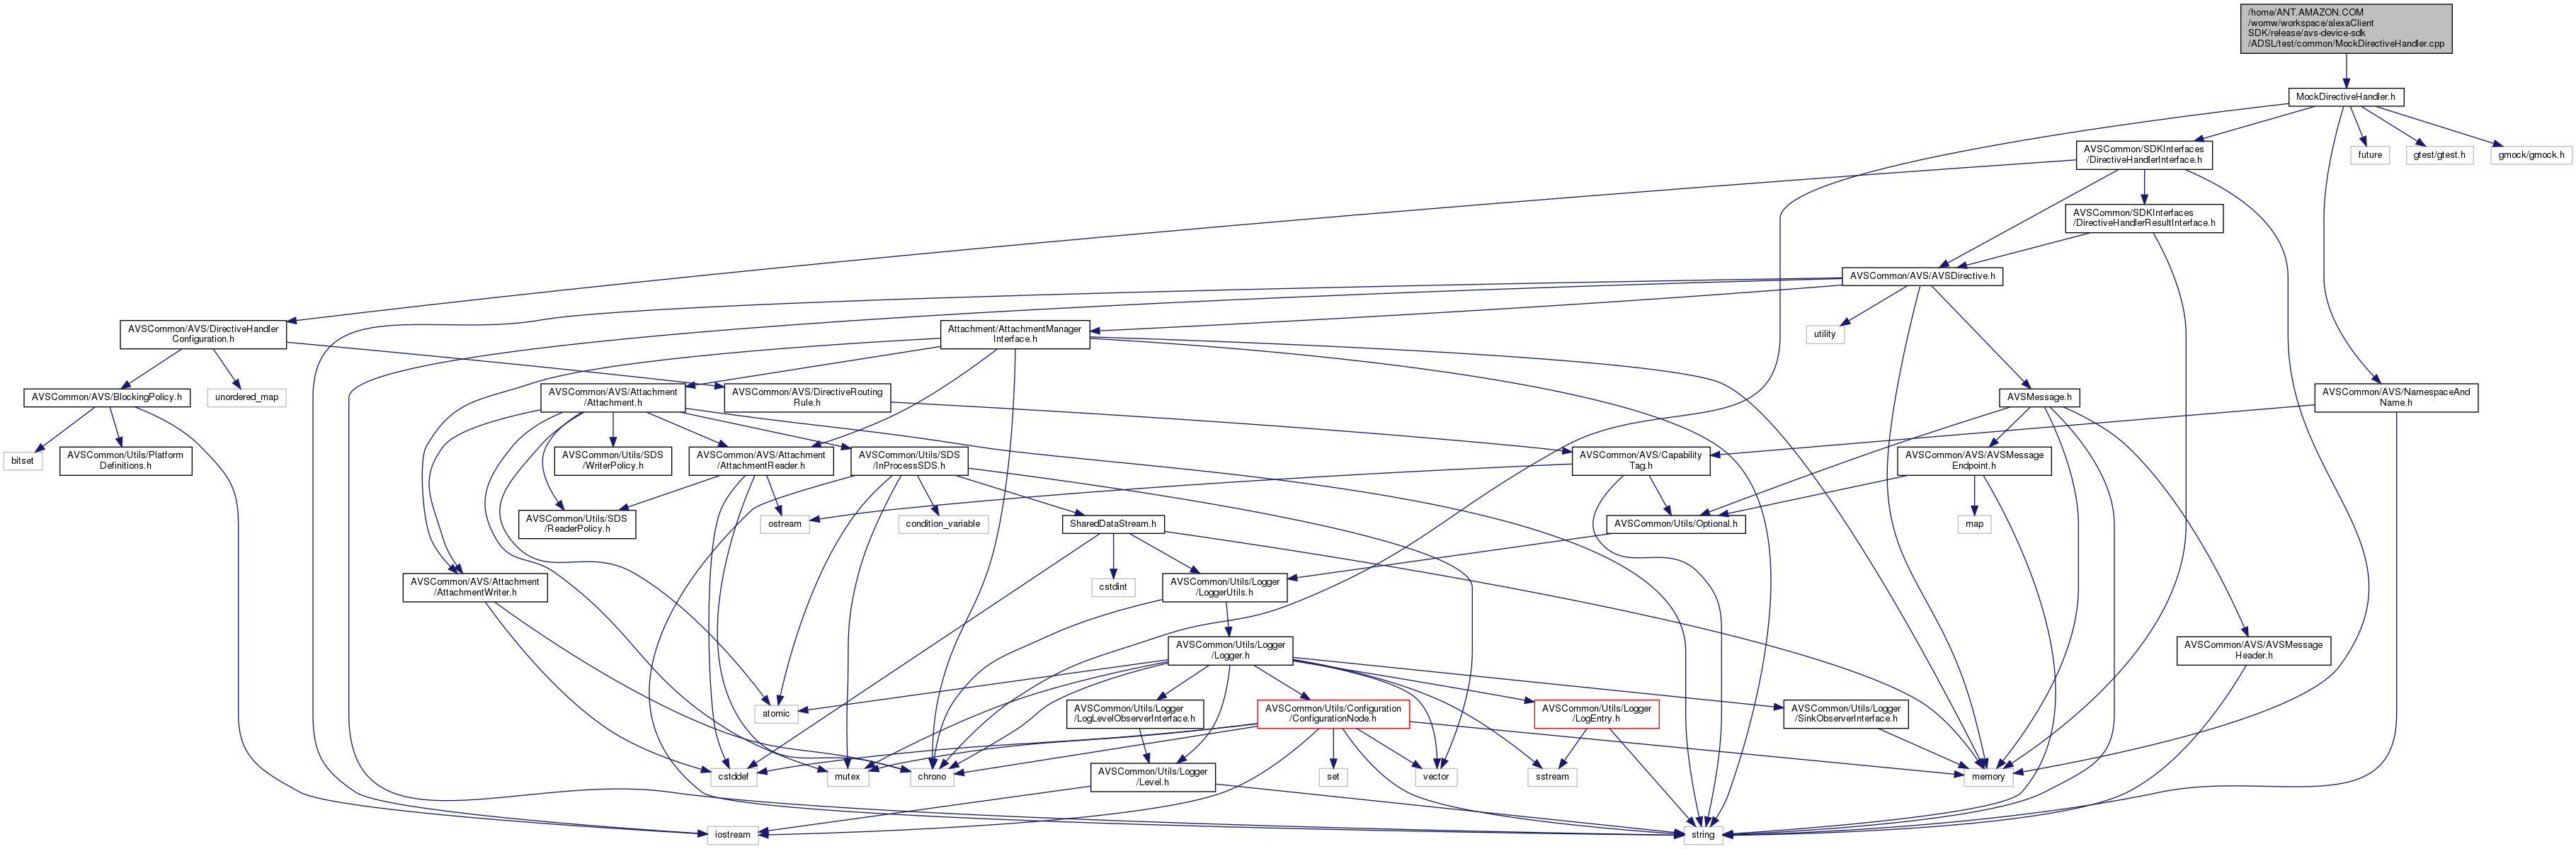 /home/ANT.AMAZON.COM
/womw/workspace/alexaClient
SDK/release/avs-device-sdk
/ADSL/test/common/MockDirectiveHandler.cpp
MockDirectiveHandler.h
AVSCommon/SDKInterfaces
/DirectiveHandlerInterface.h
future
gtest/gtest.h
gmock/gmock.h
AVSCommon/SDKInterfaces
/DirectiveHandlerResultInterface.h
AVSCommon/AVS/AVSDirective.h
AVSCommon/AVS/DirectiveHandler
Configuration.h
Attachment/AttachmentManager
Interface.h
utility
AVSCommon/AVS/BlockingPolicy.h
unordered_map
AVSCommon/AVS/Attachment
/Attachment.h
AVSCommon/AVS/DirectiveRouting
Rule.h
AVSMessage.h
AVSCommon/AVS/NamespaceAnd
Name.h
bitset
AVSCommon/Utils/Platform
Definitions.h
AVSCommon/Utils/SDS
/WriterPolicy.h
AVSCommon/AVS/Attachment
/AttachmentReader.h
AVSCommon/Utils/SDS
/InProcessSDS.h
AVSCommon/AVS/Capability
Tag.h
AVSCommon/AVS/AVSMessage
Endpoint.h
AVSCommon/Utils/SDS
/ReaderPolicy.h
ostream
condition_variable
SharedDataStream.h
AVSCommon/Utils/Optional.h
map
AVSCommon/AVS/Attachment
/AttachmentWriter.h
cstdint
AVSCommon/Utils/Logger
/LoggerUtils.h
AVSCommon/Utils/Logger
/Logger.h
AVSCommon/AVS/AVSMessage
Header.h
atomic
AVSCommon/Utils/Logger
/LogLevelObserverInterface.h
AVSCommon/Utils/Configuration
/ConfigurationNode.h
AVSCommon/Utils/Logger
/LogEntry.h
AVSCommon/Utils/Logger
/SinkObserverInterface.h
cstddef
mutex
chrono
AVSCommon/Utils/Logger
/Level.h
set
vector
sstream
memory
iostream
string